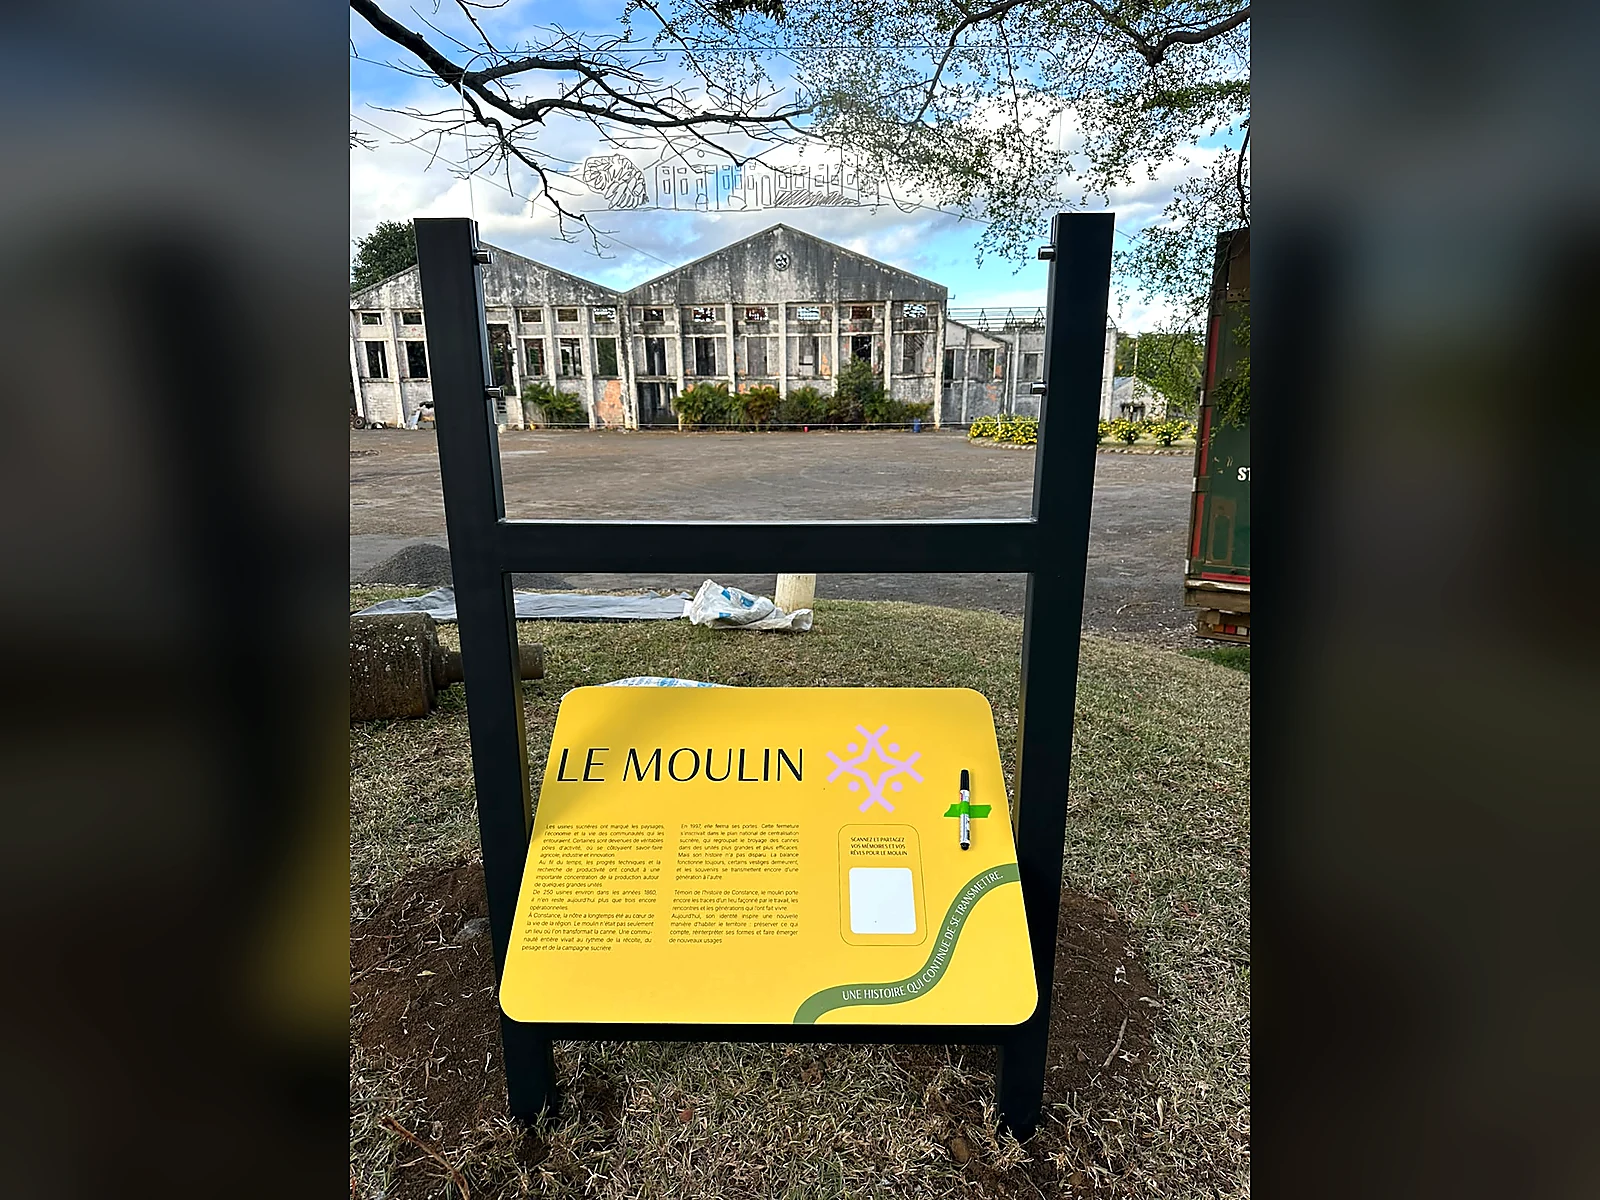 LE MOULIN
Les usines sucrières ont marqué les paysages,
l'économie et la vie des communautés qui les
entouraient. Certaines sont devenues de véritables
pôles d'activité, où se côtoyaient savoir-faire
agricole, industrie et innovation.
Au fil du temps, les progrès techniques et la
recherche de productivité ont conduit à une
importante concentration de la production autour
de quelques grandes unités.
De 250 usines environ dans les années 1860,
il n'en reste aujourd'hui plus que trois encore
opérationnelles.
À Constance, la nôtre a longtemps été au cœur de
la vie de la région. Le moulin n'était pas seulement
un lieu où l'on transformait la canne. Une commu-
nauté entière vivait au rythme de la récolte, du
pesage et de la campagne sucrière.
En 1997, elle ferma ses portes. Cette fermeture
s'inscrivait dans le plan national de centralisation
sucrière, qui regroupait le broyage des cannes
dans des unités plus grandes et plus efficaces.
Mais son histoire n'a pas disparu. La balance
fonctionne toujours, certains vestiges demeurent,
et les souvenirs se transmettent encore d'une
génération à l'autre.
Témoin de l'histoire de Constance, le moulin porte
encore les traces d'un lieu façonné par le travail, les
rencontres et les générations qui l'ont fait vivre.
Aujourd'hui, son identité inspire une nouvelle
manière d'habiter le territoire : préserver ce qui
compte, réinterpréter ses formes et faire émerger
de nouveaux usages.
SCANNEZ ET PARTAGEZ
VOS MÉMOIRES ET VOS
RÊVES POUR LE MOULIN
UNE HISTOIRE QUI CONTINUE DE SE TRANSMETTRE.